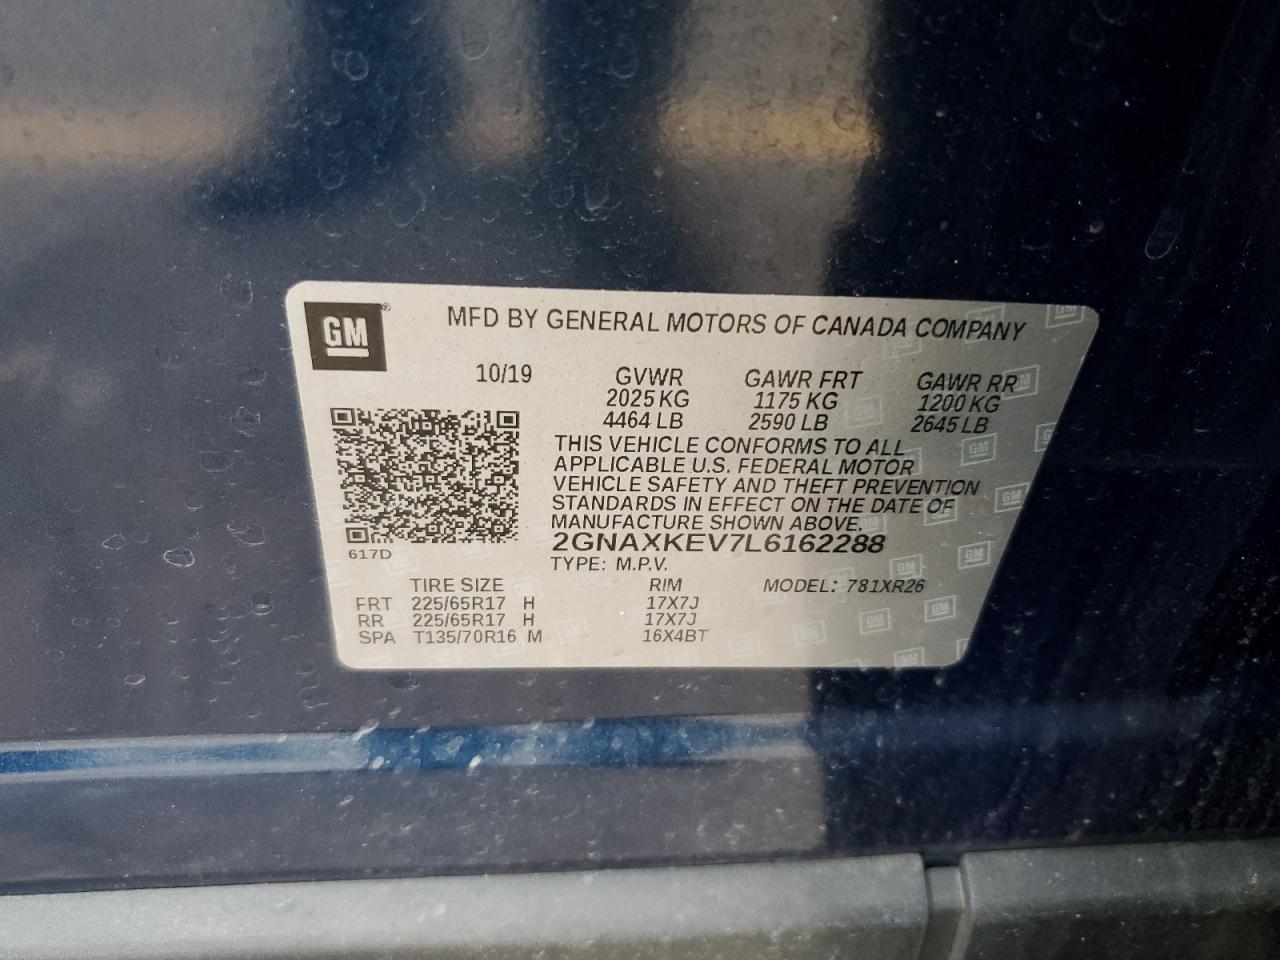 GM
MFD BY GENERAL MOTORS OF CANADA COMPANY
10/19 GVWR GAWR FRT GAWR RR
2025 KG 1175 KG 1200 KG
4464 LB 2590 LB 2645 LB
THIS VEHICLE CONFORMS TO ALL
APPLICABLE U.S. FEDERAL MOTOR
VEHICLE SAFETY AND THEFT PREVENTION
STANDARDS IN EFFECT ON THE DATE OF
MANUFACTURE SHOWN ABOVE.
617D
2GNAXKEV7L6162288
TYPE: M.P.V.
TIRE SIZE RIM MODEL: 781XR26
FRT 225/65R17 H 17X7J
RR 225/65R17 H 17X7J
SPA T135/70R16 M 16X4BT